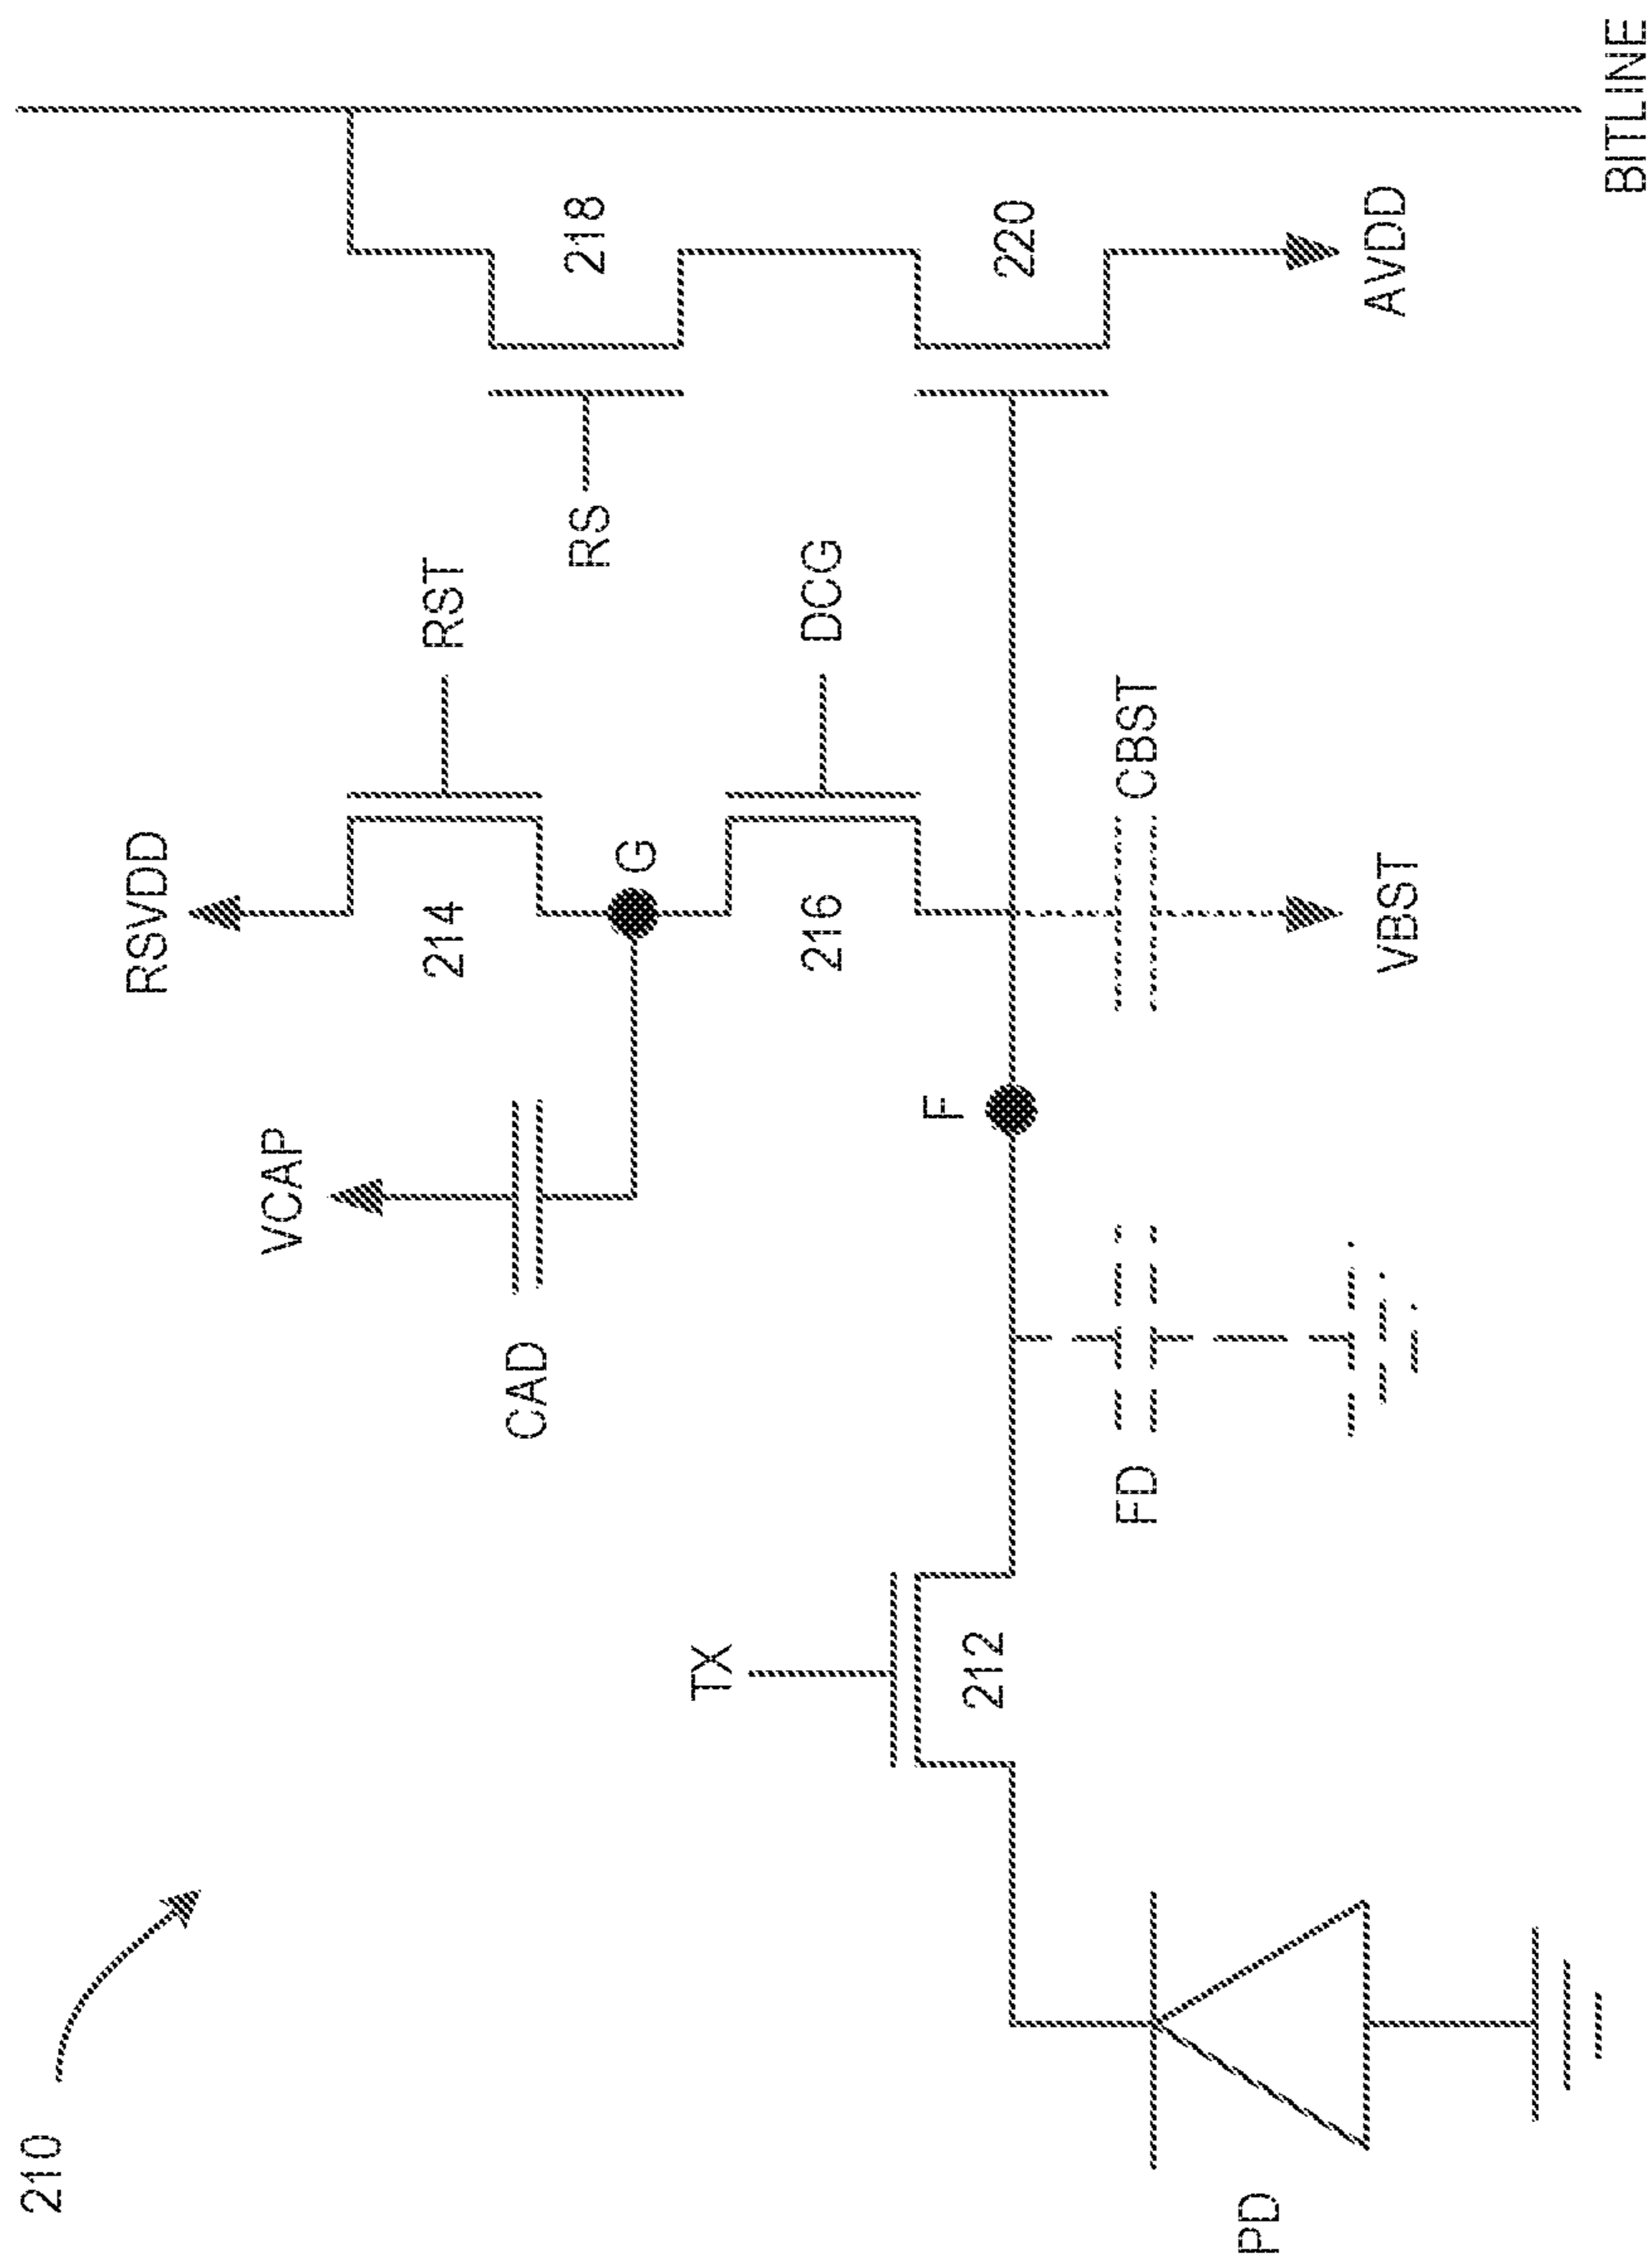 210
RSVDD
VCAP
214
RST
CAD
RS
218
G
TX
216
DCG
F
212
220
FD
CBST
PD
VBST
AVDD
BITLINE